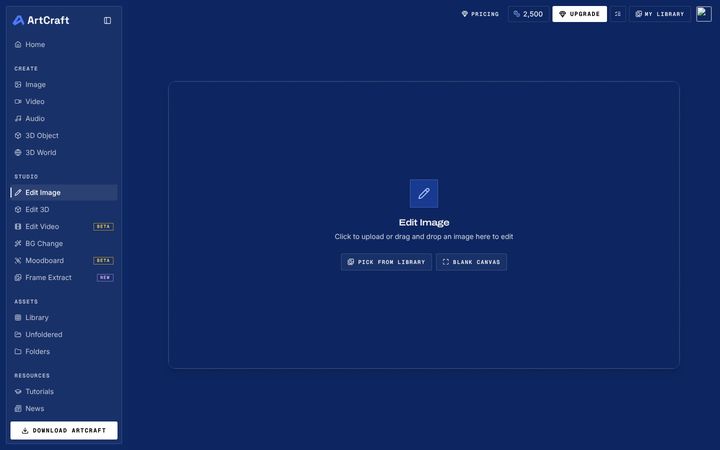 ArtCraft
PRICING
2,500
UPGRADE
MY LIBRARY
Home
CREATE
Image
Video
Audio
3D Object
3D World
STUDIO
Edit Image
Edit 3D
Edit Video BETA
BG Change
Moodboard BETA
Frame Extract NEW
ASSETS
Library
Unfoldered
Folders
RESOURCES
Tutorials
News
DOWNLOAD ARTCRAFT
Edit Image
Click to upload or drag and drop an image here to edit
PICK FROM LIBRARY
BLANK CANVAS